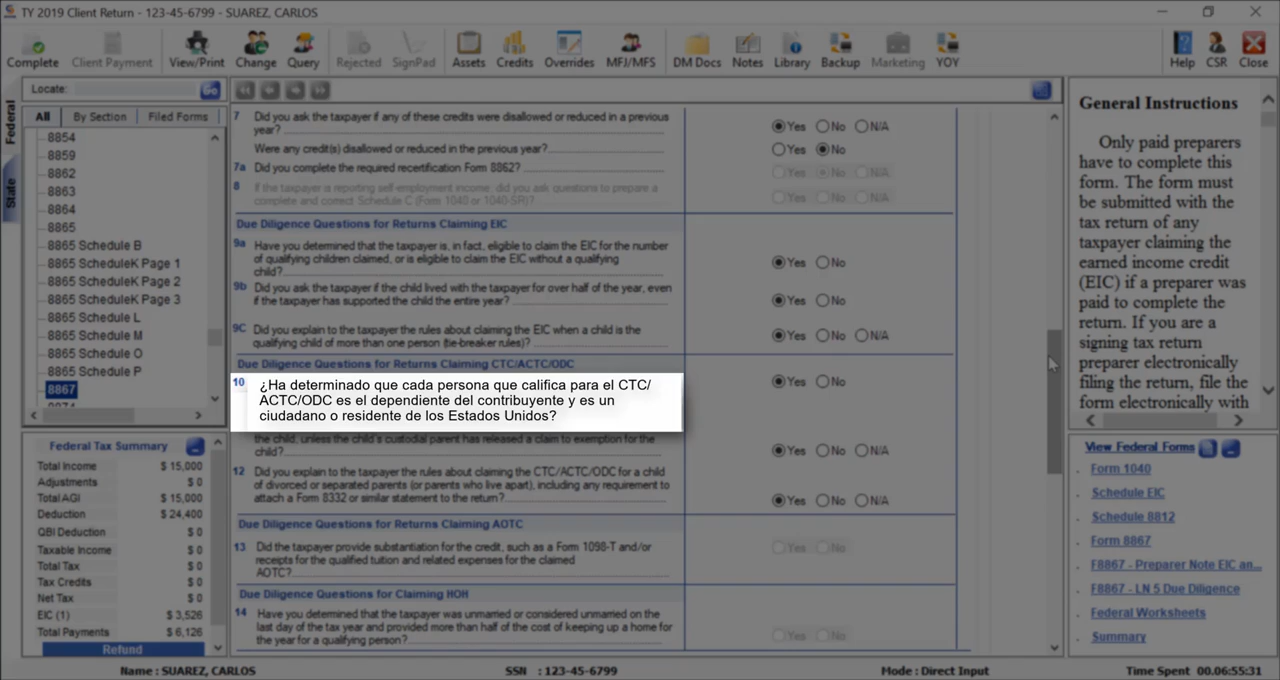 TY 2019 Client Return - 123-45-6799 - SUAREZ, CARLOS
Complete
Client Payment
View/Print
Change
Query
Rejected
SignPad
Assets
Credits
Overrides
MFJ/MFS
DM Docs
Notes
Library
Backup
Marketing
YOY
Help
CSR
Close
Federal
State
Locate:
All
By Section
Filed Forms
8854
8859
8862
8863
8864
8865
8865 Schedule B
8865 ScheduleK Page 1
8865 ScheduleK Page 2
8865 ScheduleK Page 3
8865 Schedule L
8865 Schedule M
8865 Schedule O
8865 Schedule P
8867
Federal Tax Summary
Total Income $ 15,000
Adjustments $ 0
Total AGI $ 15,000
Deduction $ 24,400
QBI Deduction $ 0
Taxable Income $ 0
Total Tax $ 0
Tax Credits $ 0
Net Tax $ 0
EIC (1) $ 3,526
Total Payments $ 6,126
Refund
7 Did you ask the taxpayer if any of these credits were disallowed or reduced in a previous
year? Yes No N/A
Were any credit(s) disallowed or reduced in the previous year? Yes No
7a Did you complete the required recertification Form 8862? Yes No N/A
8 If the taxpayer is reporting self-employment income, did you ask questions to prepare a
complete and correct Schedule C (Form 1040 or 1040-SR)? Yes No N/A
Due Diligence Questions for Returns Claiming EIC
9a Have you determined that the taxpayer is, in fact, eligible to claim the EIC for the number
of qualifying children claimed, or is eligible to claim the EIC without a qualifying
child? Yes No
9b Did you ask the taxpayer if the child lived with the taxpayer for over half of the year, even
if the taxpayer has supported the child the entire year? Yes No
9C Did you explain to the taxpayer the rules about claiming the EIC when a child is the
qualifying child of more than one person (tie-breaker rules)? Yes No N/A
Due Diligence Questions for Returns Claiming CTC/ACTC/ODC
10 ¿Ha determinado que cada persona que califica para el CTC/ Yes No
ACTC/ODC es el dependiente del contribuyente y es un
ciudadano o residente de los Estados Unidos?
the child, unless the child's custodial parent has released a claim to exemption for the
child? Yes No N/A
12 Did you explain to the taxpayer the rules about claiming the CTC/ACTC/ODC for a child
of divorced or separated parents (or parents who live apart), including any requirement to
attach a Form 8332 or similar statement to the return? Yes No N/A
Due Diligence Questions for Returns Claiming AOTC
13 Did the taxpayer provide substantiation for the credit, such as a Form 1098-T and/or
receipts for the qualified tuition and related expenses for the claimed
AOTC? Yes No
Due Diligence Questions for Claiming HOH
14 Have you determined that the taxpayer was unmarried or considered unmarried on the
last day of the tax year and provided more than half of the cost of keeping up a home for
the year for a qualifying person? Yes No
General Instructions
Only paid preparers
have to complete this
form. The form must
be submitted with the
tax return of any
taxpayer claiming the
earned income credit
(EIC) if a preparer was
paid to complete the
return. If you are a
signing tax return
preparer electronically
filing the return, file the
form electronically with
View Federal Forms
Form 1040
Schedule EIC
Schedule 8812
Form 8867
F8867 - Preparer Note EIC an...
F8867 - LN 5 Due Diligence
Federal Worksheets
Summary
Name : SUAREZ, CARLOS
SSN : 123-45-6799
Mode : Direct Input
Time Spent 00.06:55:31